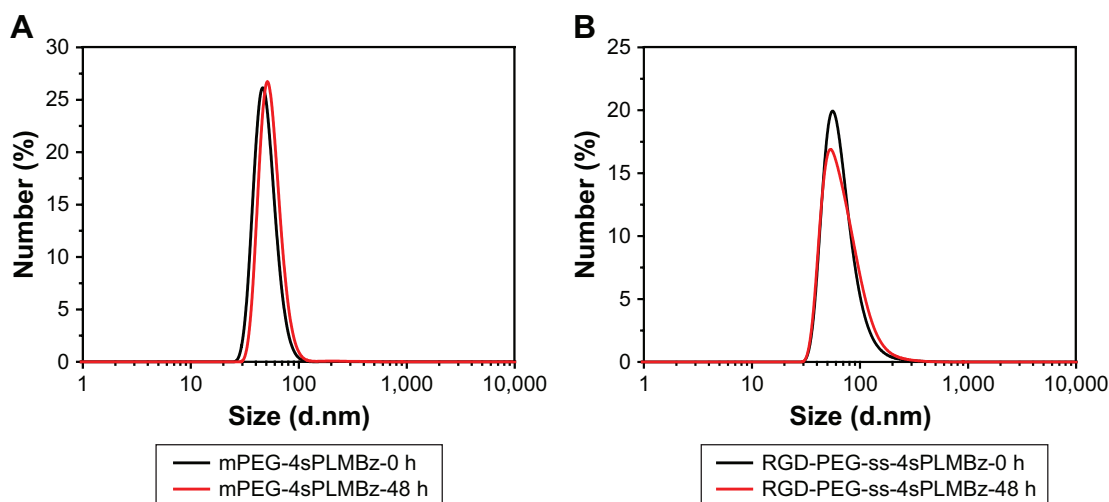 A
Number (%)
30
25
20
15
10
5
0
1
10
100
1,000
10,000
Size (d.nm)
mPEG-4sPLMBz-0 h
mPEG-4sPLMBz-48 h
B
Number (%)
25
20
15
10
5
0
1
10
100
1,000
10,000
Size (d.nm)
RGD-PEG-ss-4sPLMBz-0 h
RGD-PEG-ss-4sPLMBz-48 h